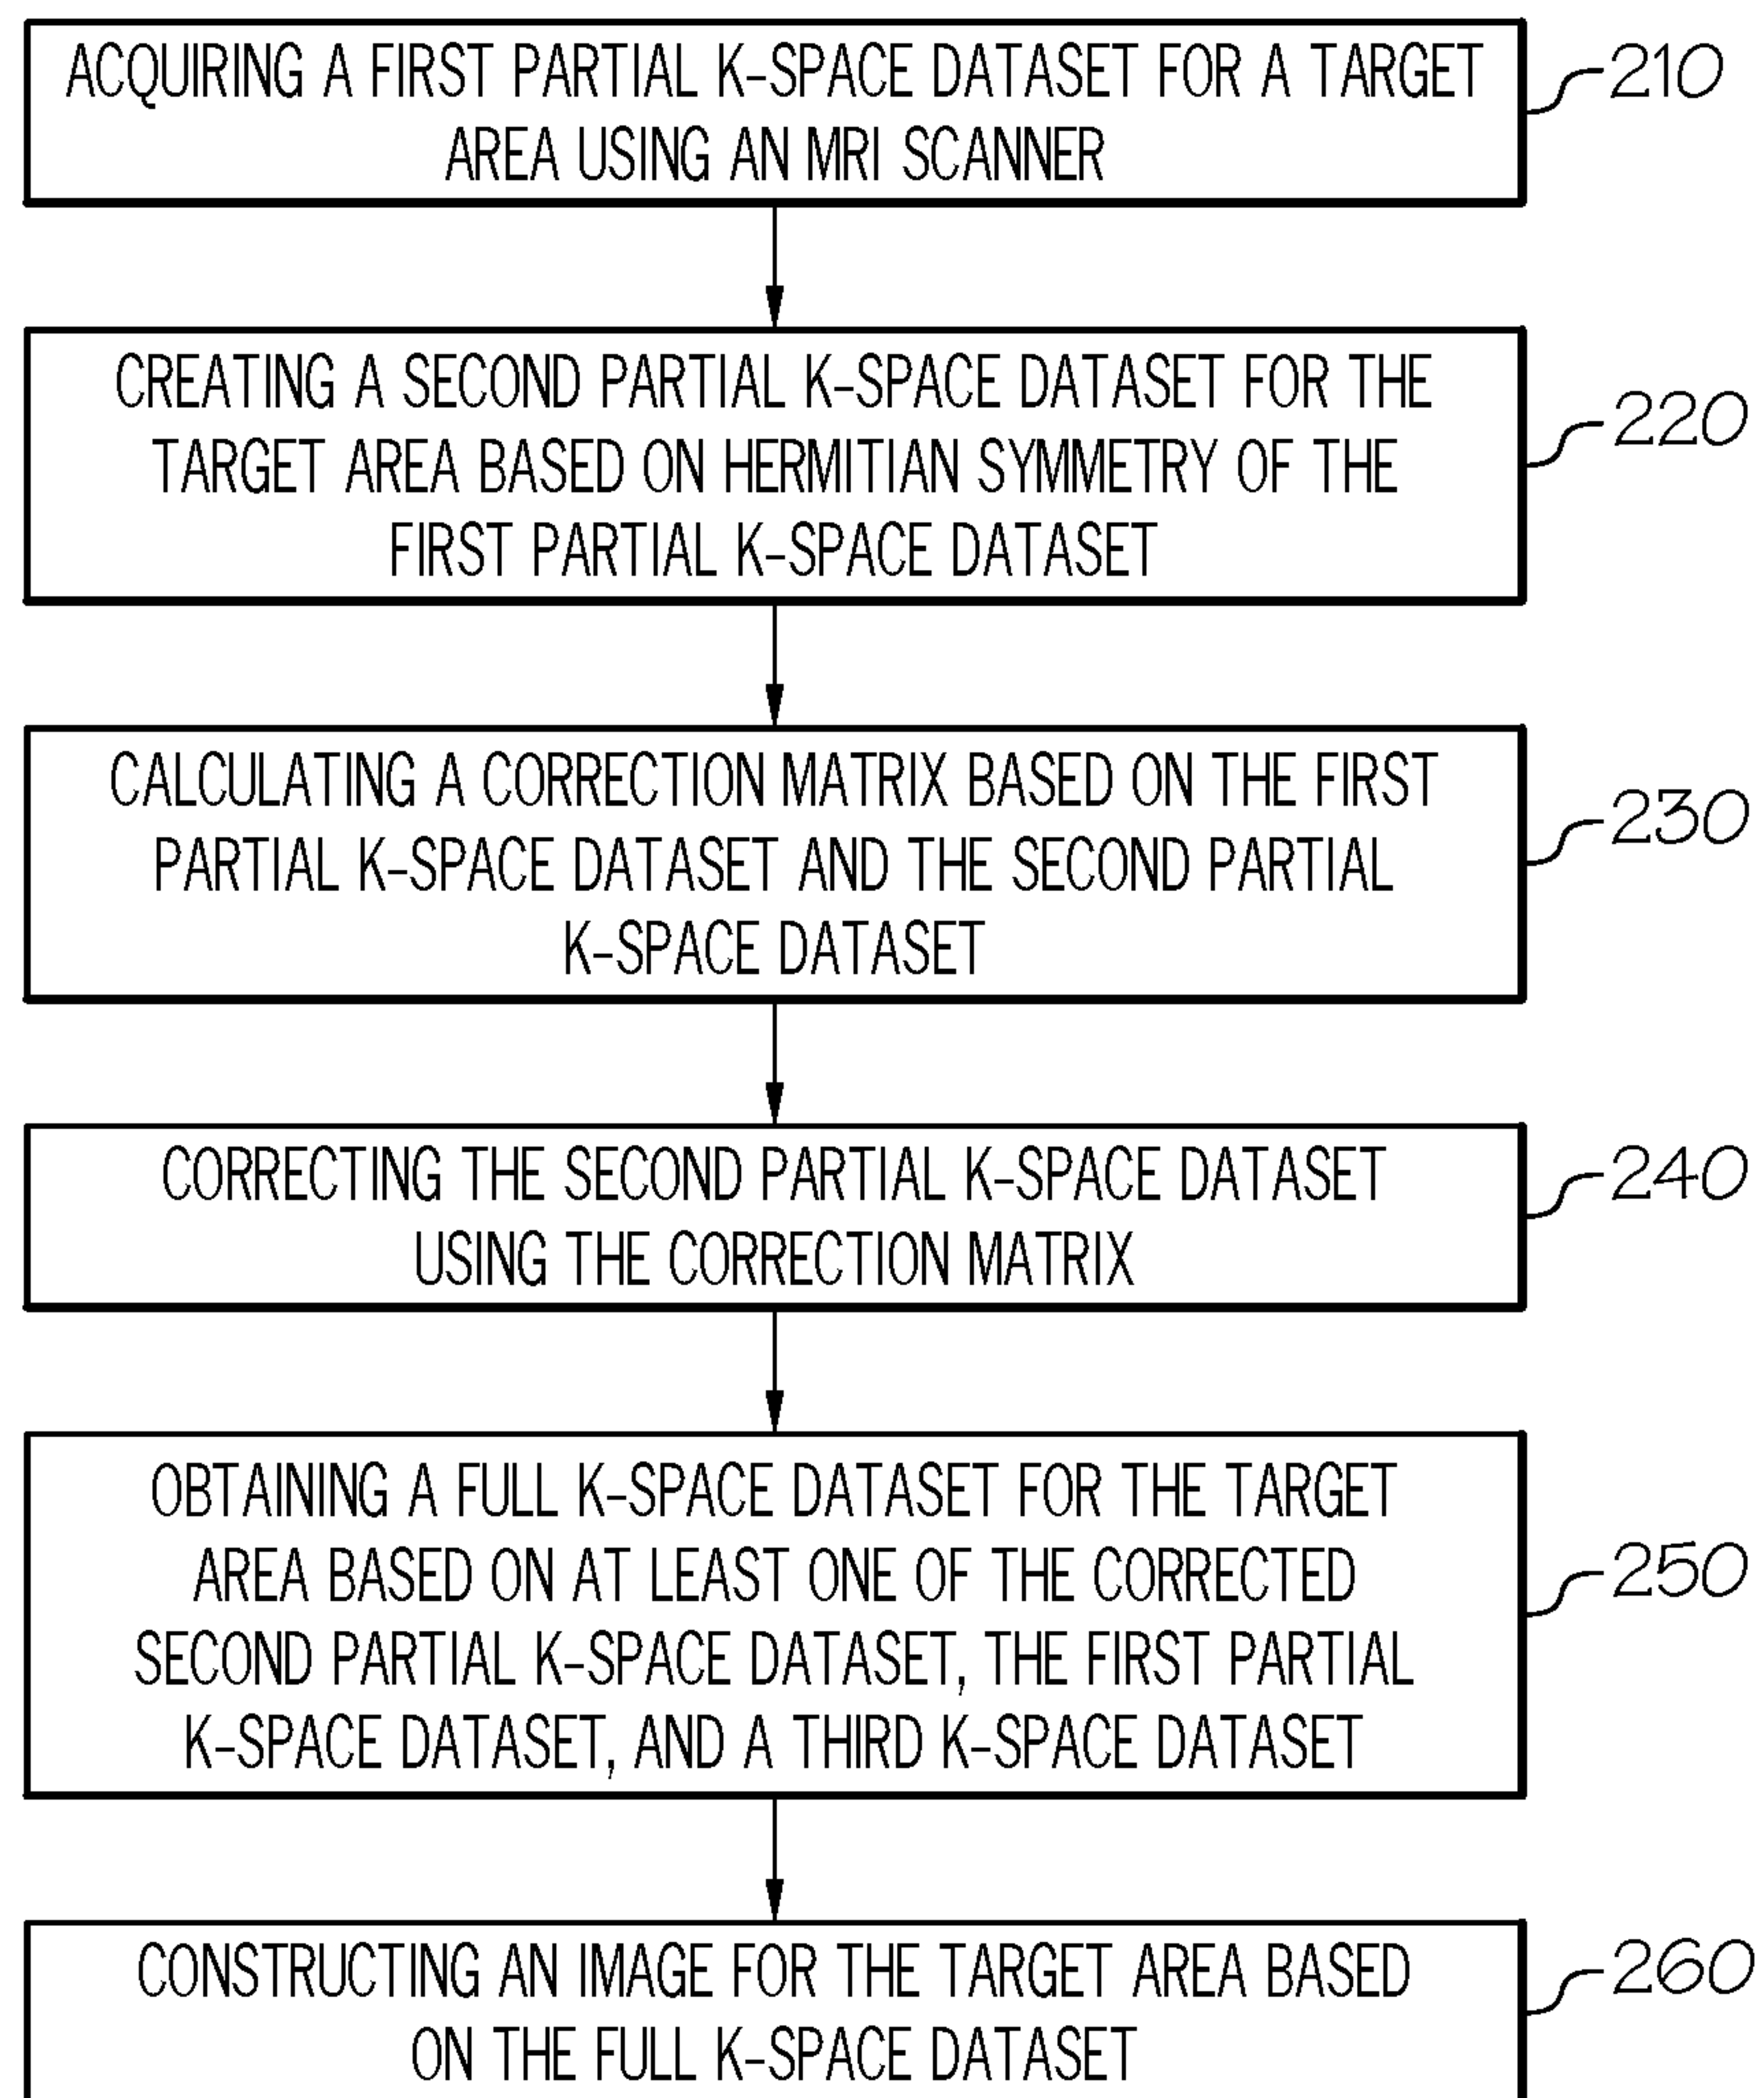 ACQUIRING A FIRST PARTIAL K-SPACE DATASET FOR A TARGET
AREA USING AN MRI SCANNER
210
CREATING A SECOND PARTIAL K-SPACE DATASET FOR THE
TARGET AREA BASED ON HERMITIAN SYMMETRY OF THE
FIRST PARTIAL K-SPACE DATASET
220
CALCULATING A CORRECTION MATRIX BASED ON THE FIRST
PARTIAL K-SPACE DATASET AND THE SECOND PARTIAL
K-SPACE DATASET
230
CORRECTING THE SECOND PARTIAL K-SPACE DATASET
USING THE CORRECTION MATRIX
240
OBTAINING A FULL K-SPACE DATASET FOR THE TARGET
AREA BASED ON AT LEAST ONE OF THE CORRECTED
SECOND PARTIAL K-SPACE DATASET, THE FIRST PARTIAL
K-SPACE DATASET, AND A THIRD K-SPACE DATASET
250
CONSTRUCTING AN IMAGE FOR THE TARGET AREA BASED
ON THE FULL K-SPACE DATASET
260